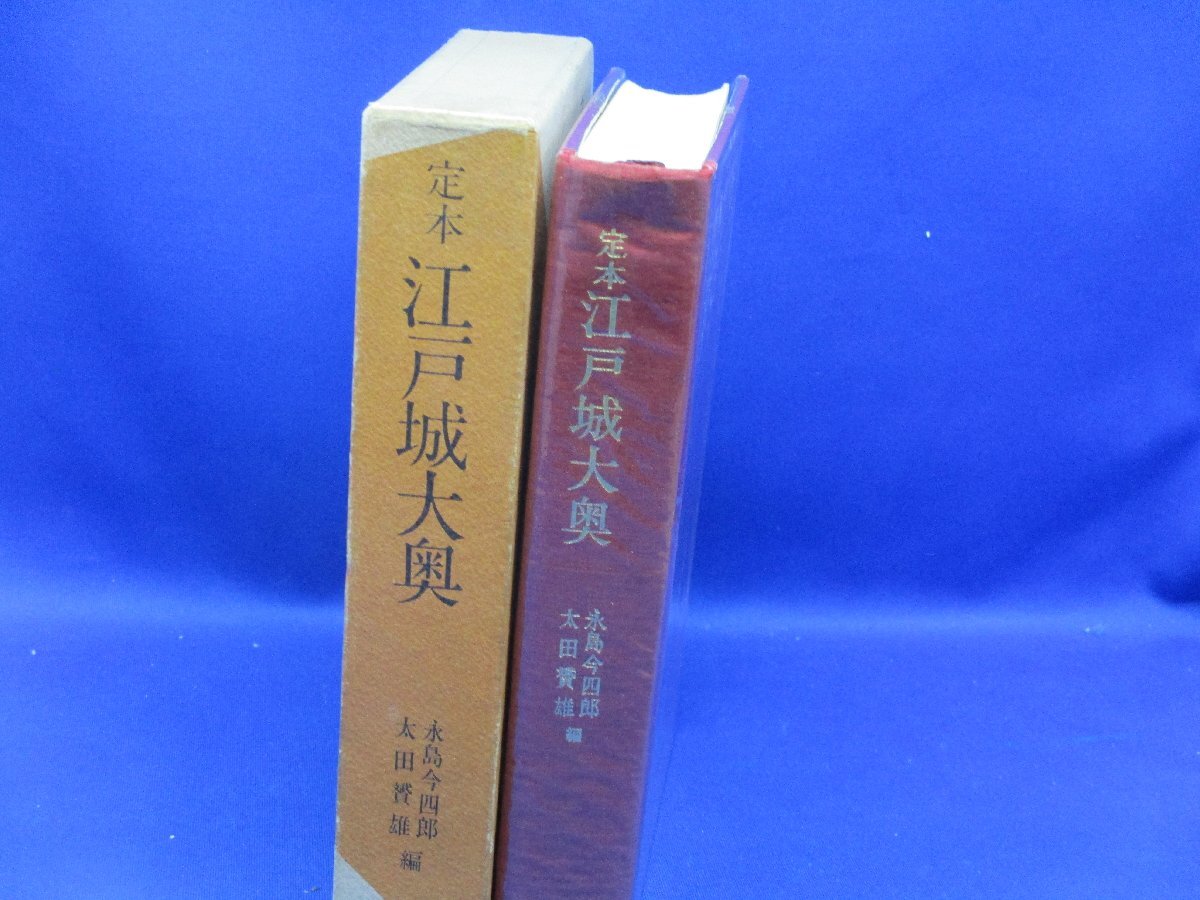 定本
江戸城大奥
永島今四郎
太田贇雄
編
定本
江戸城大奥
永島今四郎
太田贇雄
編